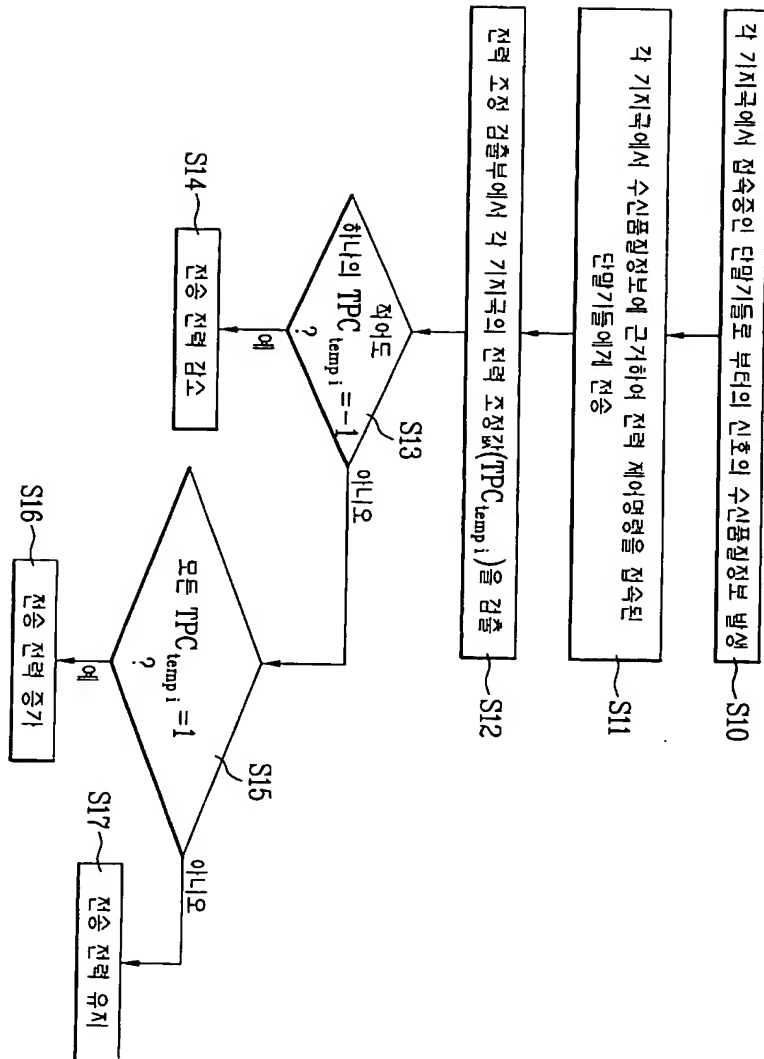 각 기지국에서 접속중인 단말기들로 부터의 신호의 수신품질정보 발생
S10
각 기지국에서 수신품질정보에 근거하여 전력 제어명령을 접속된
단말기들에게 전송
S11
전력 조정 검출부에서 각 기지국의 전력 조정값(TPC_temp i)을 검출
S12
적어도
하나의 TPC_temp i=-1
?
S13
아니오
예
S14
전송 전력 감소
모든 TPC_temp i=1
?
S15
아니오
예
S16
전송 전력 증가
S17
전송 전력 유지